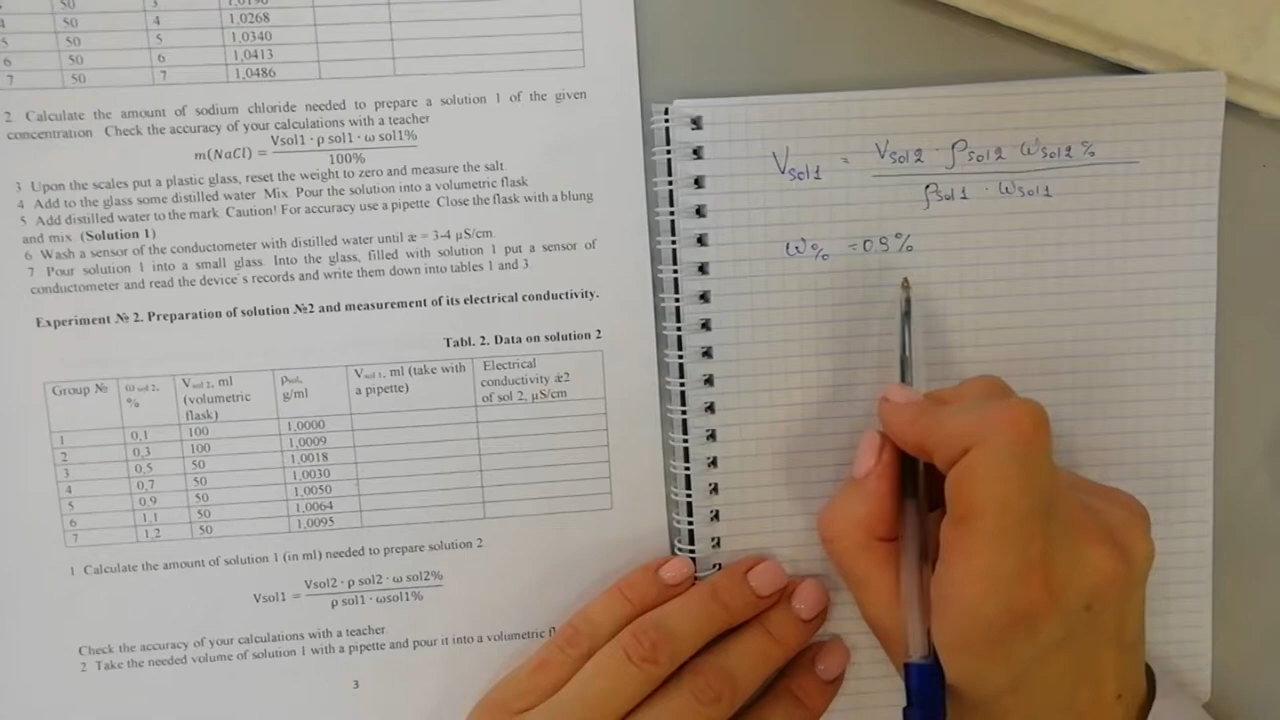 50 3 1,0196
4 50 4 1,0268
5 50 5 1,0340
6 50 6 1,0413
7 50 7 1,0486
2. Calculate the amount of sodium chloride needed to prepare a solution 1 of the given
concentration Check the accuracy of your calculations with a teacher
m(NaCl) = Vsol1 · ρ sol1 · ω sol1% / 100%
3 Upon the scales put a plastic glass, reset the weight to zero and measure the salt.
4 Add to the glass some distilled water Mix Pour the solution into a volumetric flask
5 Add distilled water to the mark Caution! For accuracy use a pipette Close the flask with a blung
and mix (Solution 1)
6 Wash a sensor of the conductometer with distilled water until æ = 3-4 µS/cm.
7 Pour solution 1 into a small glass. Into the glass, filled with solution 1 put a sensor of
conductometer and read the device's records and write them down into tables 1 and 3
Experiment № 2. Preparation of solution №2 and measurement of its electrical conductivity.
Tabl. 2. Data on solution 2
Group № ω sol 2, % V sol 2, ml (volumetric flask) ρsol, g/ml V sol 1, ml (take with a pipette) Electrical conductivity æ2 of sol 2, µS/cm
1 0,1 100 1,0000
2 0,3 100 1,0009
3 0,5 50 1,0018
4 0,7 50 1,0030
5 0,9 50 1,0050
6 1,1 50 1,0064
7 1,2 50 1,0095
1 Calculate the amount of solution 1 (in ml) needed to prepare solution 2
Vsol1 = Vsol2 · ρ sol2 · ω sol2% / ρ sol1 · ωsol1%
Check the accuracy of your calculations with a teacher
2 Take the needed volume of solution 1 with a pipette and pour it into a volumetric
3
Vsol1 = Vsol2 · ρsol2 ωsol2 % / ρsol1 · ωsol1
ω% = 0.9%